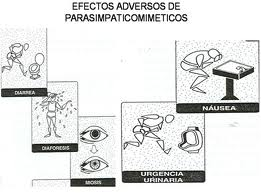 EFECTOS ADVERSOS DE
PARASIMPATICOMIMETICOS
DIARREA
DIAFORESIS
MIOSIS
URGENCIA
URINARIA
NÁUSEA